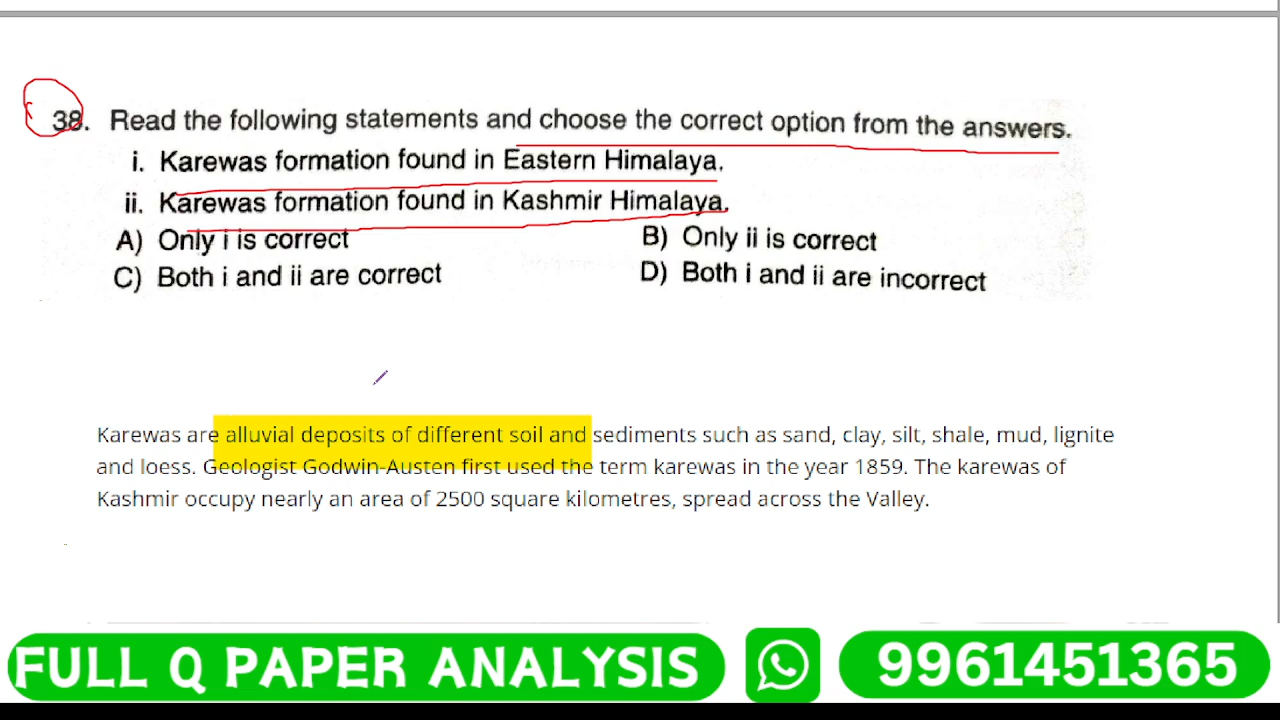 38. Read the following statements and choose the correct option from the answers.
i. Karewas formation found in Eastern Himalaya.
ii. Karewas formation found in Kashmir Himalaya.
A) Only i is correct B) Only ii is correct
C) Both i and ii are correct D) Both i and ii are incorrect
Karewas are alluvial deposits of different soil and sediments such as sand, clay, silt, shale, mud, lignite
and loess. Geologist Godwin-Austen first used the term karewas in the year 1859. The karewas of
Kashmir occupy nearly an area of 2500 square kilometres, spread across the Valley.
FULL Q PAPER ANALYSIS 9961451365